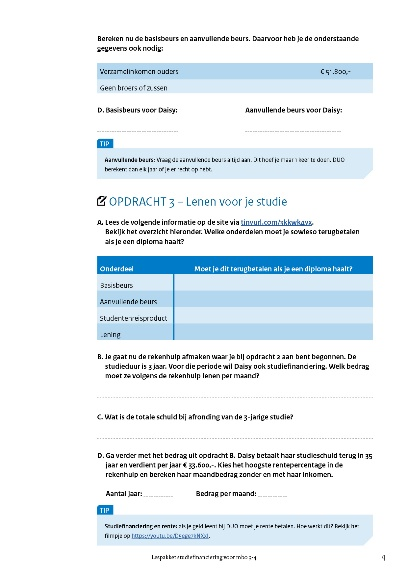 Bereken nu de basisbeurs en aanvullende beurs. Daarvoor heb je de onderstaande
gegevens ook nodig:
Verzamelinkomen ouders € 51.800,-
Geen broers of zussen
D. Basisbeurs voor Daisy: Aanvullende beurs voor Daisy:
TIP
Aanvullende beurs: Vraag de aanvullende beurs altijd aan. Dit hoef je maar 1 keer te doen. DUO
berekent dan elk jaar of je er recht op hebt.
OPDRACHT 3 – Lenen voor je studie
A. Lees de volgende informatie op de site via tinyurl.com/5kkwk4vx.
Bekijk het overzicht hieronder. Welke onderdelen moet je sowieso terugbetalen
als je een diploma haalt?
Onderdeel Moet je dit terugbetalen als je een diploma haalt?
Basisbeurs
Aanvullende beurs
Studentenreisproduct
Lening
B. Je gaat nu de rekenhulp afmaken waar je bij opdracht 2 aan bent begonnen. De
studieduur is 3 jaar. Voor die periode wil Daisy ook studiefinanciering. Welk bedrag
moet ze volgens de rekenhulp lenen per maand?
C. Wat is de totale schuld bij afronding van de 3-jarige studie?
D. Ga verder met het bedrag uit opdracht B. Daisy betaalt haar studieschuld terug in 35
jaar en verdient per jaar € 33.600,-. Kies het hoogste rentepercentage in de
rekenhulp en bereken haar maandbedrag zonder en met haar inkomen.
Aantal jaar: Bedrag per maand:
TIP
Studiefinanciering en rente: als je geld leent bij DUO moet je rente betalen. Hoe werkt dit? Bekijk het
filmpje op
Lespakket studiefinanciering voor mbo 3-4 4